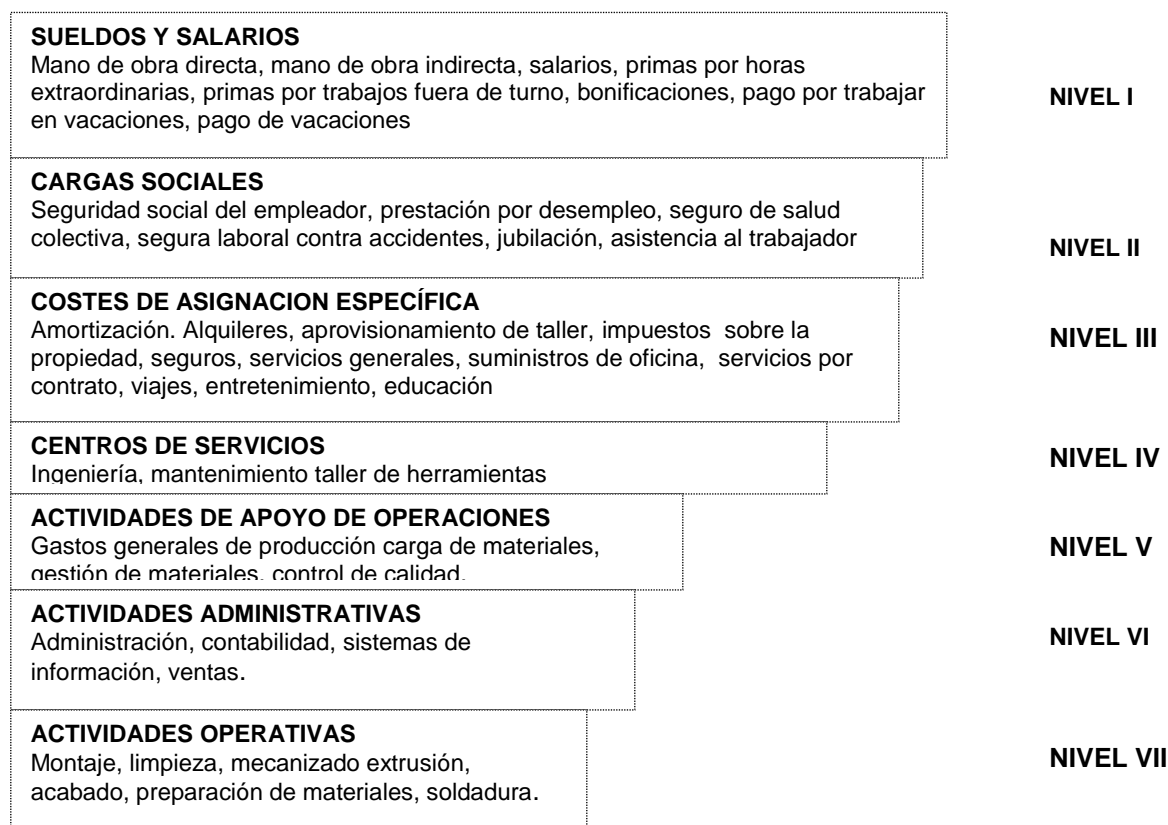 SUELDOS Y SALARIOS
Mano de obra directa, mano de obra indirecta, salarios, primas por horas
extraordinarias, primas por trabajos fuera de turno, bonificaciones, pago por trabajar
en vacaciones, pago de vacaciones
NIVEL I
CARGAS SOCIALES
Seguridad social del empleador, prestación por desempleo, seguro de salud
colectiva, segura laboral contra accidentes, jubilación, asistencia al trabajador
NIVEL II
COSTES DE ASIGNACION ESPECÍFICA
Amortización. Alquileres, aprovisionamiento de taller, impuestos sobre la
propiedad, seguros, servicios generales, suministros de oficina, servicios por
contrato, viajes, entretenimiento, educación
NIVEL III
CENTROS DE SERVICIOS
Ingeniería, mantenimiento taller de herramientas
NIVEL IV
ACTIVIDADES DE APOYO DE OPERACIONES
Gastos generales de producción carga de materiales,
gestión de materiales, control de calidad.
NIVEL V
ACTIVIDADES ADMINISTRATIVAS
Administración, contabilidad, sistemas de
información, ventas.
NIVEL VI
ACTIVIDADES OPERATIVAS
Montaje, limpieza, mecanizado extrusión,
acabado, preparación de materiales, soldadura.
NIVEL VII